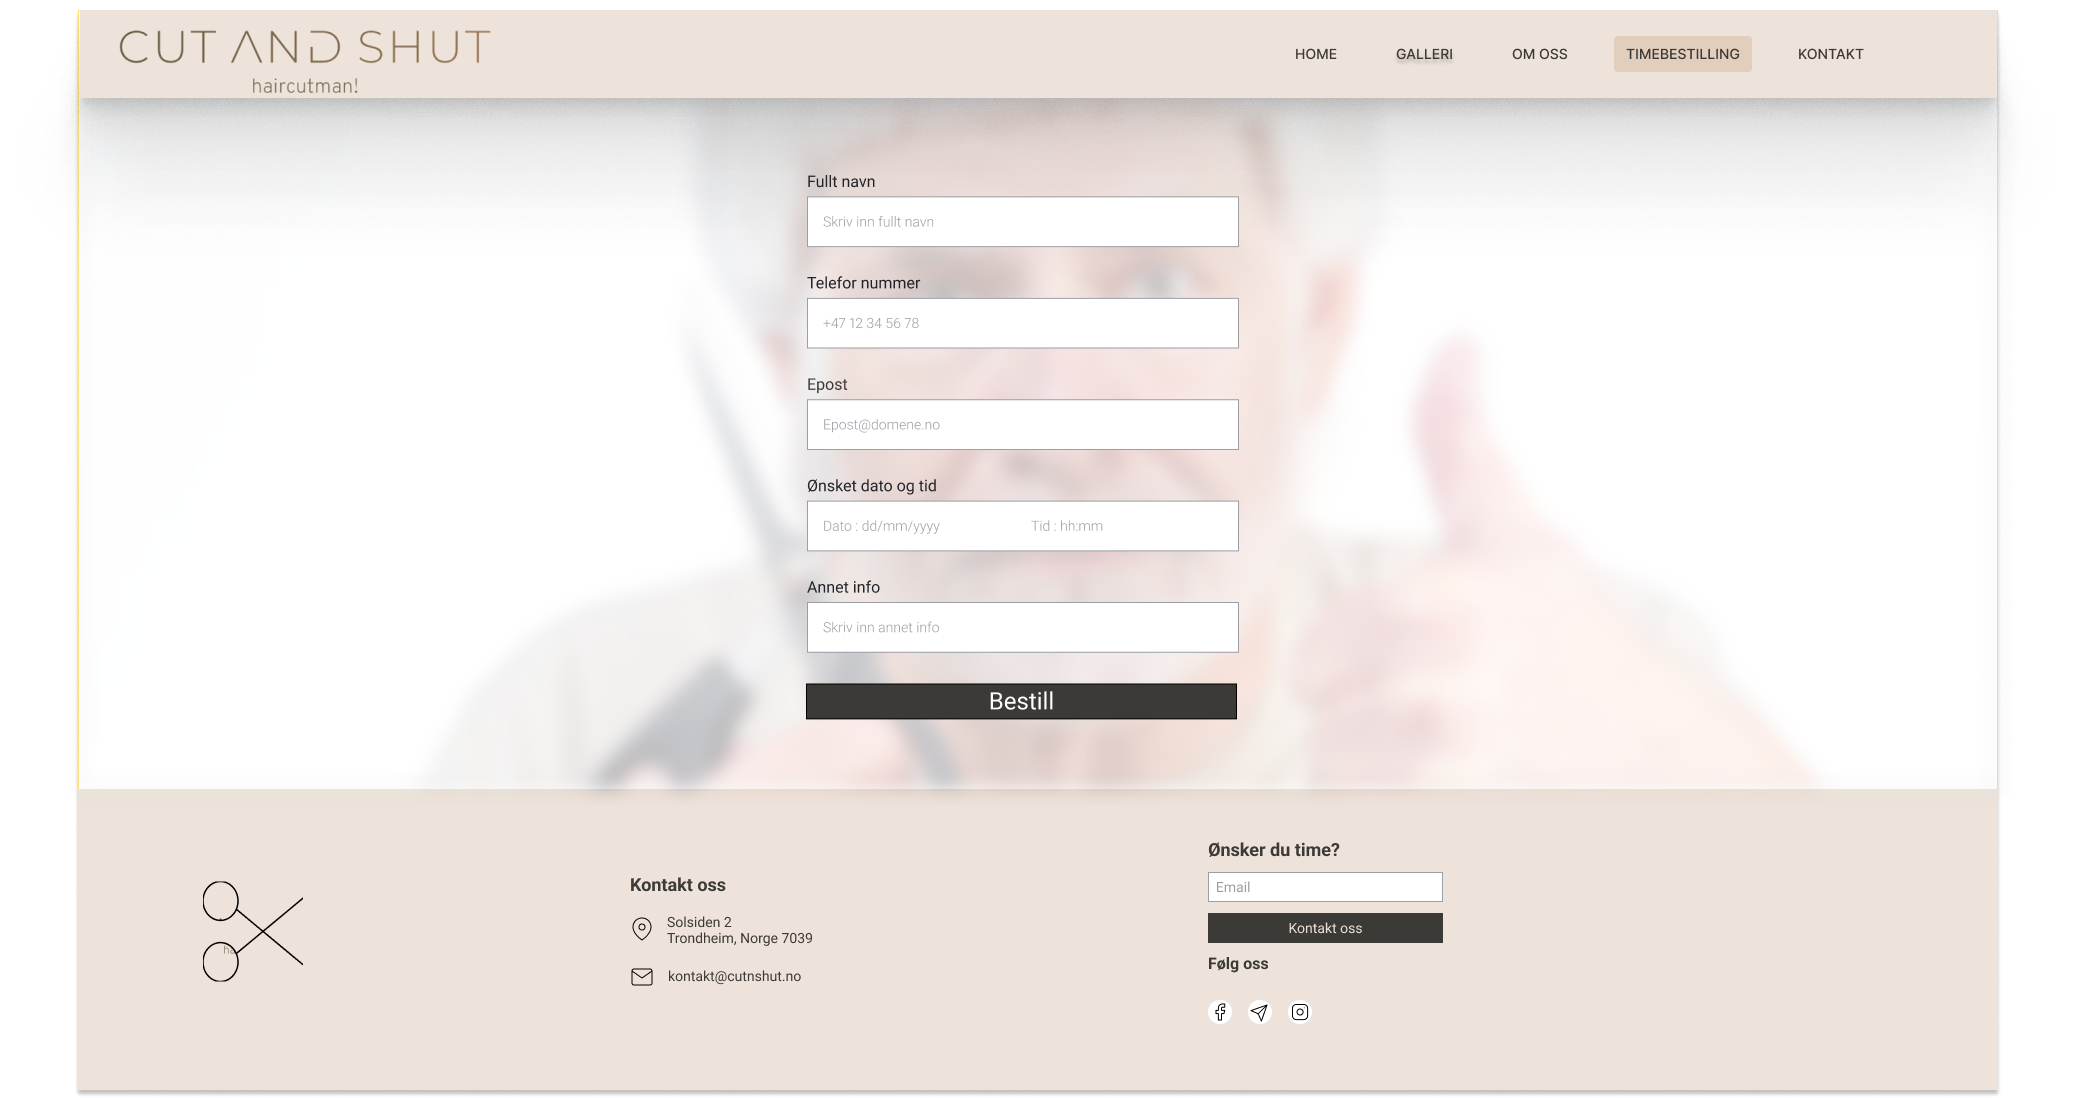 CUT AND SHUT
haircutman!
HOME GALLERI OM OSS TIMEBESTILLING KONTAKT
Fullt navn
Skriv inn fullt navn
Telefor nummer
+47 12 34 56 78
Epost
Epost@domene.no
Ønsket dato og tid
Dato : dd/mm/yyyy Tid : hh:mm
Annet info
Skriv inn annet info
Bestill
Kontakt oss
Solsiden 2
Trondheim, Norge 7039
kontakt@cutnshut.no
Ønsker du time?
Email
Kontakt oss
Følg oss